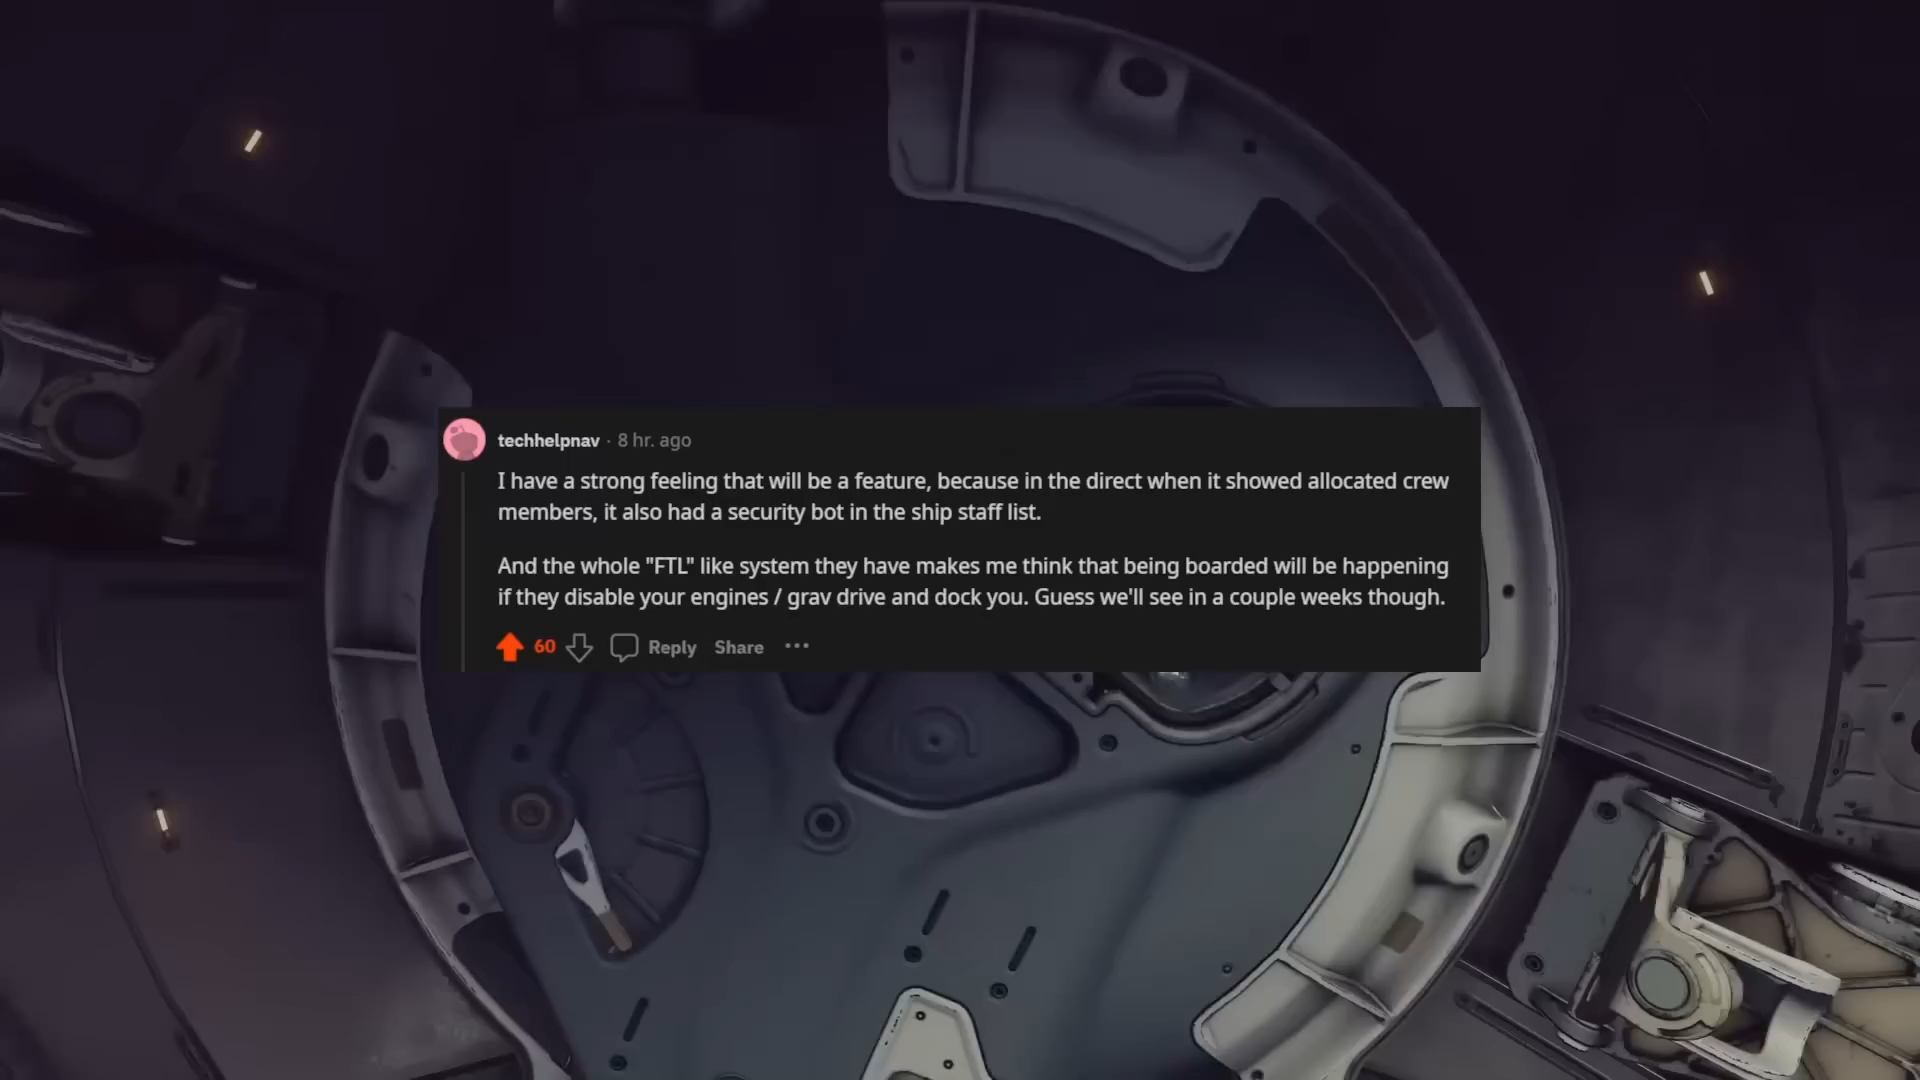 techhelpnav · 8 hr. ago
I have a strong feeling that will be a feature, because in the direct when it showed allocated crew
members, it also had a security bot in the ship staff list.
And the whole "FTL" like system they have makes me think that being boarded will be happening
if they disable your engines / grav drive and dock you. Guess we'll see in a couple weeks though.
60 Reply Share ···